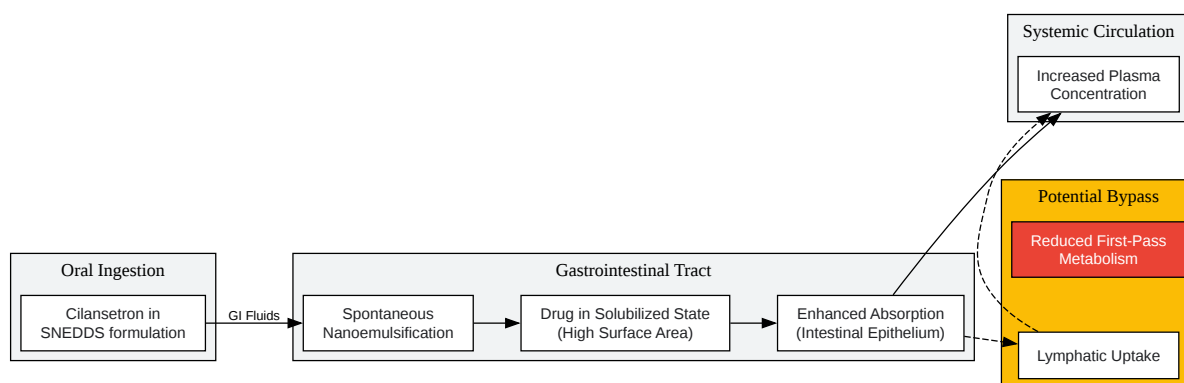 Systemic Circulation
Increased Plasma
Concentration
Potential Bypass
Reduced First-Pass
Metabolism
Lymphatic Uptake
Oral Ingestion
Cilansetron in
SNEDDS formulation
GI Fluids
Gastrointestinal Tract
Spontaneous
Nanoemulsification
Drug in Solubilized State
(High Surface Area)
Enhanced Absorption
(Intestinal Epithelium)